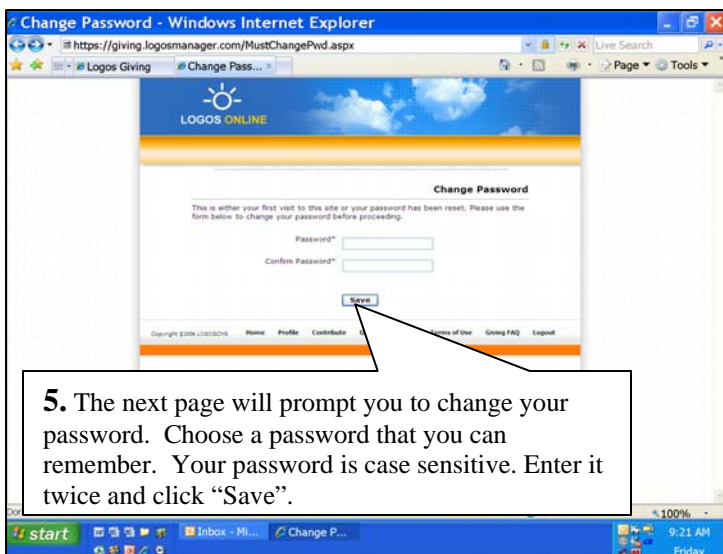 Change Password - Windows Internet Explorer
https://giving.logosmanager.com/MustChangePwd.aspx
Live Search
Logos Giving
Change Pass...
Page
Tools
LOGOS ONLINE
Change Password
This is either your first visit to this site or your password has been reset. Please use the
form below to change your password before proceeding.
Password*
Confirm Password*
Save
Copyright ©2006 LOGOSCMS Home Profile Contribute Terms of Use Giving FAQ Logout
5. The next page will prompt you to change your
password. Choose a password that you can
remember. Your password is case sensitive. Enter it
twice and click “Save”.
100%
start
Inbox - Mi...
Change P...
9:21 AM
Friday